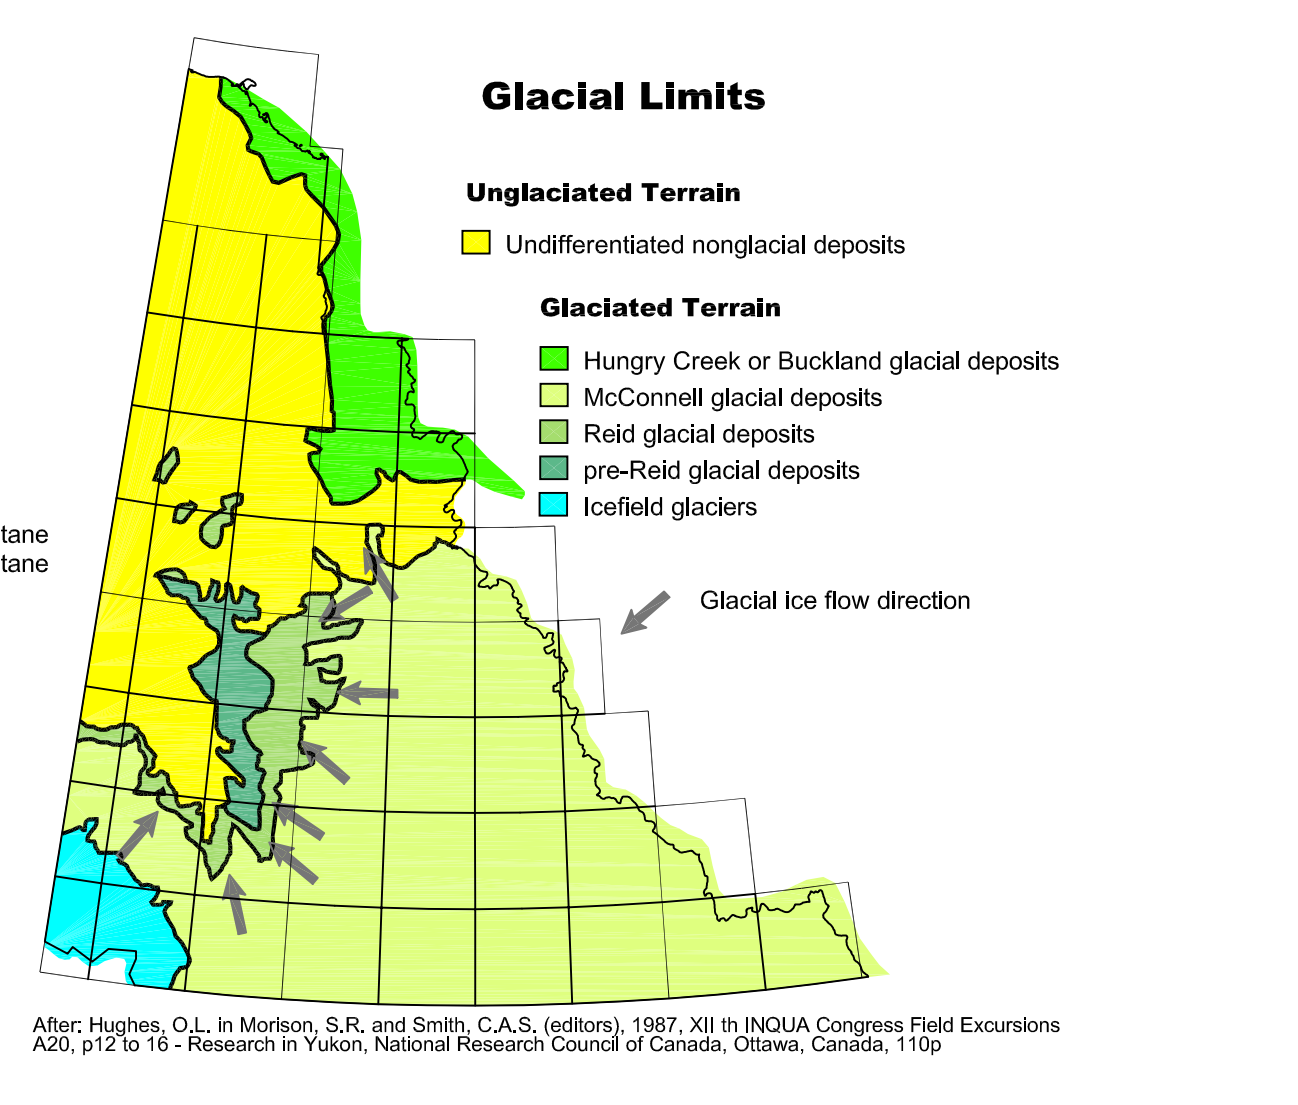 Glacial Limits
Unglaciated Terrain
Undifferentiated nonglacial deposits
Glaciated Terrain
Hungry Creek or Buckland glacial deposits
McConnell glacial deposits
Reid glacial deposits
pre-Reid glacial deposits
Icefield glaciers
tane
tane
Glacial ice flow direction
After: Hughes, O.L. in Morison, S.R. and Smith, C.A.S. (editors), 1987, XII th INQUA Congress Field Excursions
A20, p12 to 16 - Research in Yukon, National Research Council of Canada, Ottawa, Canada, 110p